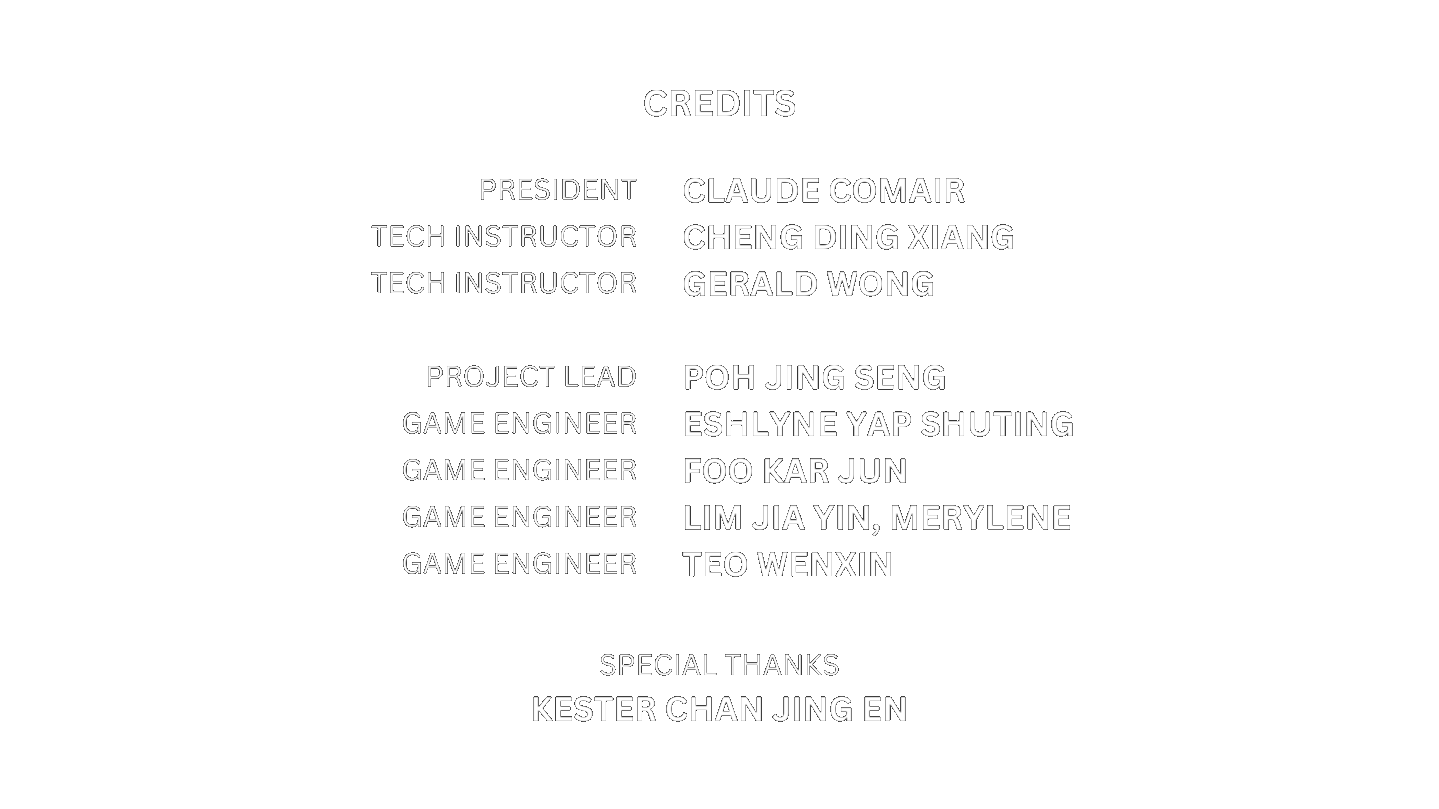 CREDITS
PRESIDENT CLAUDE COMAIR
TECH INSTRUCTOR CHENG DING XIANG
TECH INSTRUCTOR GERALD WONG
PROJECT LEAD POH JING SENG
GAME ENGINEER ESHLYNE YAP SHUTING
GAME ENGINEER FOO KAR JUN
GAME ENGINEER LIM JIA YIN, MERYLENE
GAME ENGINEER TEO WENXIN
SPECIAL THANKS
KESTER CHAN JING EN